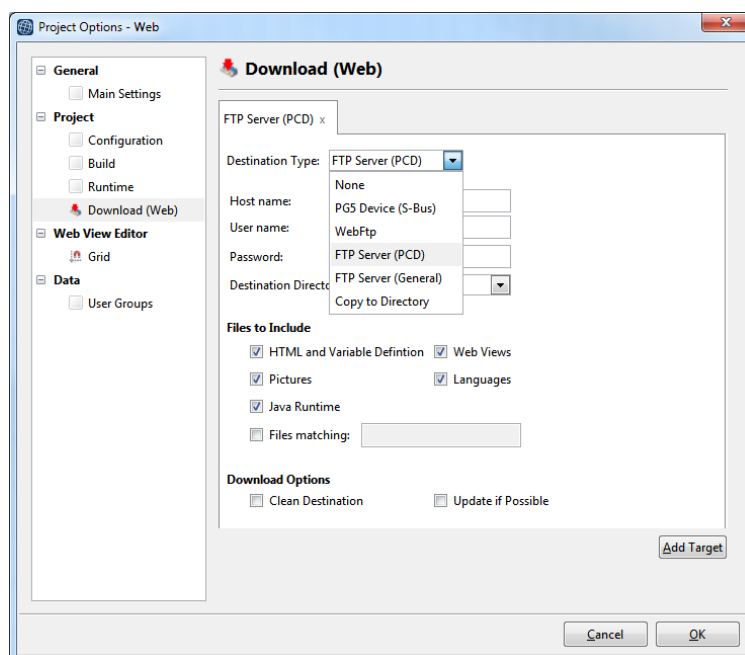 Project Options - Web
General
Main Settings
Project
Configuration
Build
Runtime
Download (Web)
Web View Editor
Grid
Data
User Groups
Download (Web)
FTP Server (PCD) x
Destination Type: FTP Server (PCD)
None
Host name:
PG5 Device (S-Bus)
User name:
WebFtp
Password:
FTP Server (PCD)
Destination Directo
FTP Server (General)
Copy to Directory
Files to Include
HTML and Variable Defintion Web Views
Pictures Languages
Java Runtime
Files matching:
Download Options
Clean Destination Update if Possible
Add Target
Cancel OK